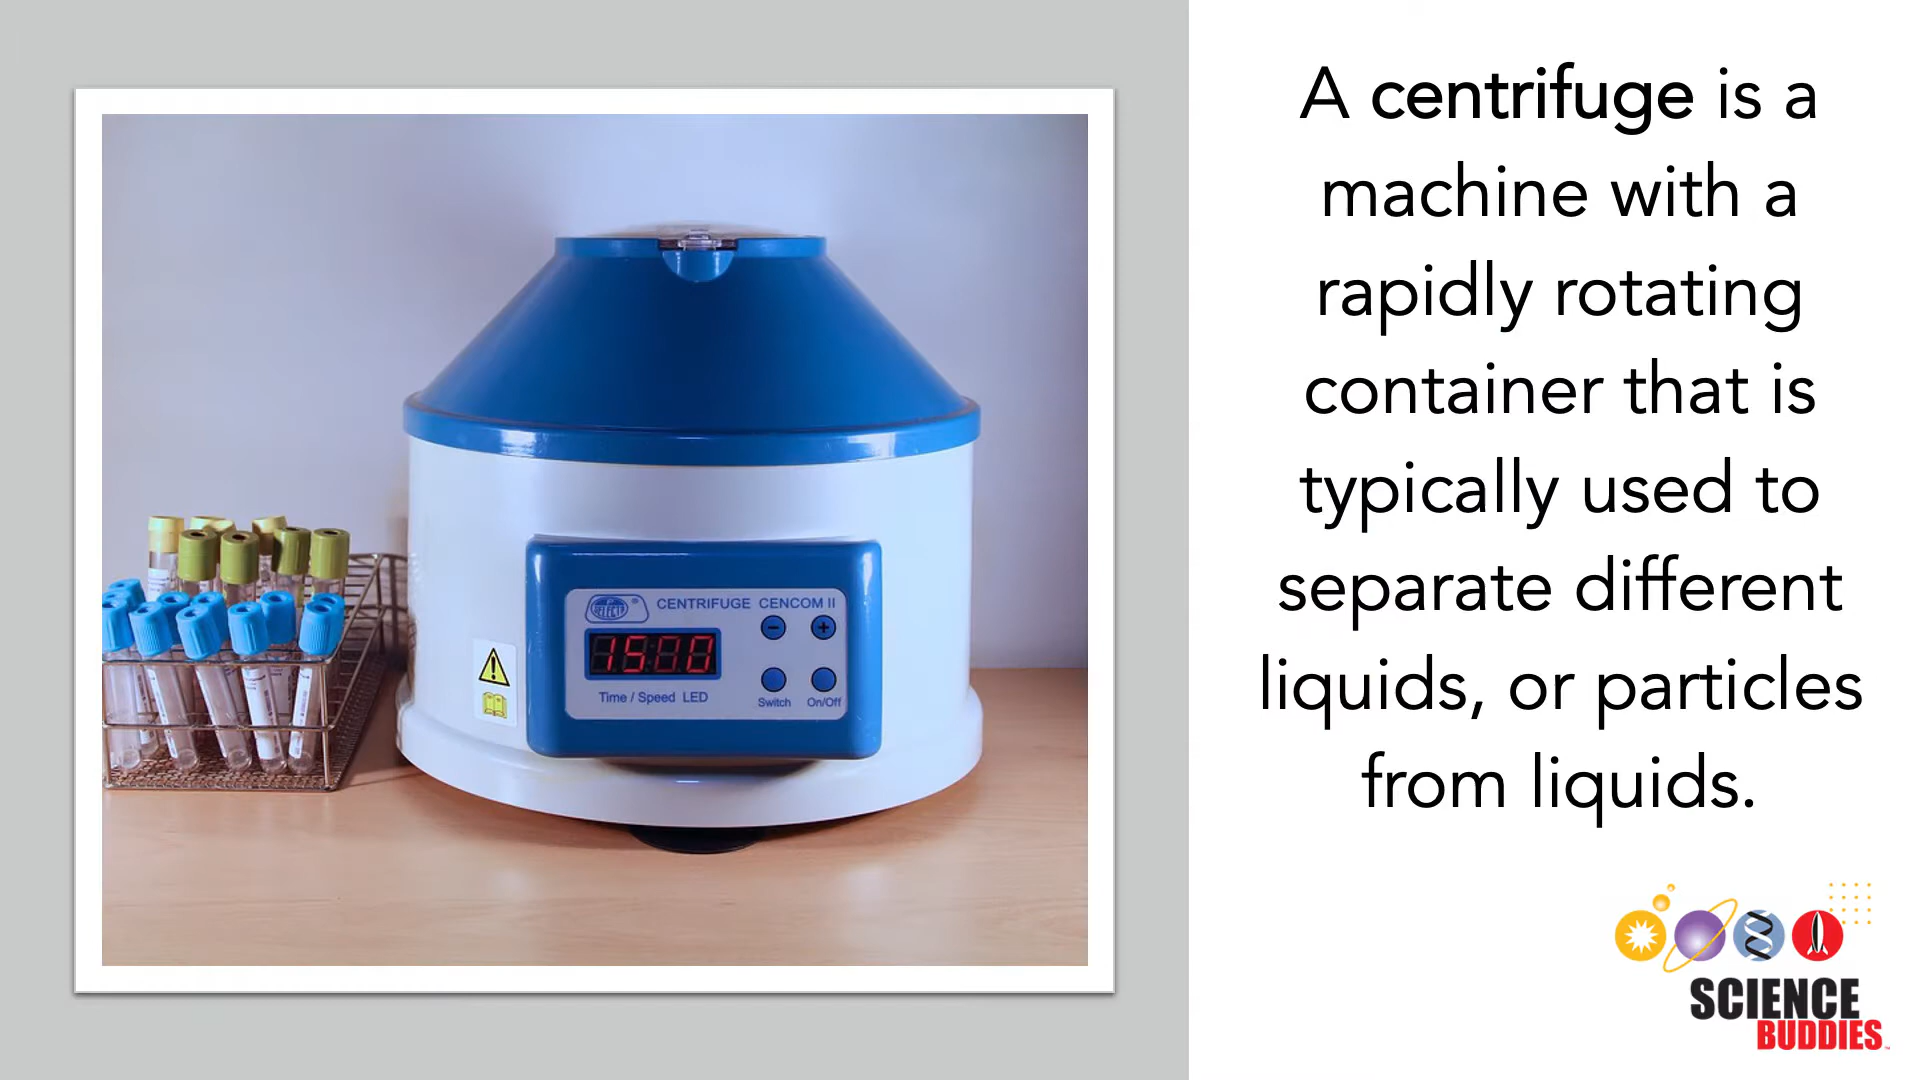 A centrifuge is a
machine with a
rapidly rotating
container that is
typically used to
separate different
liquids, or particles
from liquids.
SELECTA ®
CENTRIFUGE CENCOM II
15:00
Time / Speed LED
Switch
On/Off
SCIENCE
BUDDIES